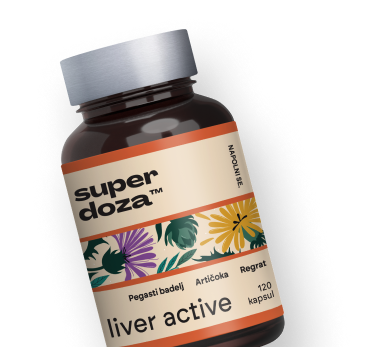 super
doza™
NAPOLNI SE.
Pegasti badelj Artičoka Regrat
liver active
120
kapsul